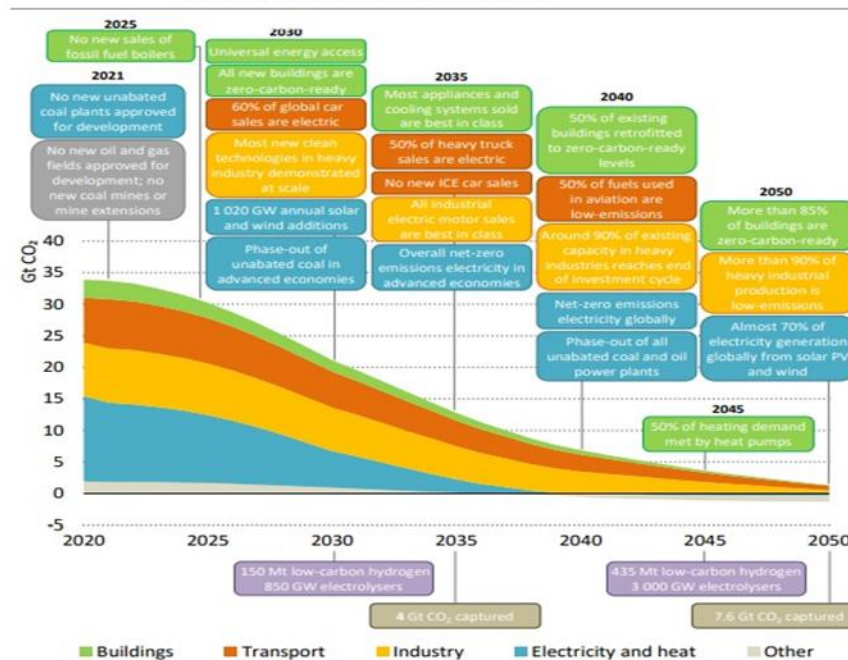 2025
No new sales of
fossil fuel boilers
2021
No new unabated
coal plants approved
for development
No new oil and gas
fields approved for
development; no
new coal mines or
mine extensions
2030
Universal energy access
All new buildings are
zero-carbon-ready
60% of global car
sales are electric
Most new clean
technologies in heavy
industry demonstrated
at scale
1 020 GW annual solar
and wind additions
Phase-out of
unabated coal in
advanced economies
2035
Most appliances and
cooling systems sold
are best in class
50% of heavy truck
sales are electric
No new ICE car sales
All industrial
electric motor sales
are best in class
Overall net-zero
emissions electricity in
advanced economies
2040
50% of existing
buildings retrofitted
to zero-carbon-ready
levels
50% of fuels used
in aviation are
low-emissions
Around 90% of existing
capacity in heavy
industries reaches end
of investment cycle
Net-zero emissions
electricity globally
Phase-out of all
unabated coal and oil
power plants
2050
More than 85%
of buildings are
zero-carbon-ready
More than 90% of
heavy industrial
production is
low-emissions
Almost 70% of
electricity generation
globally from solar PV
and wind
2045
50% of heating demand
met by heat pumps
Gt CO2
40
35
30
25
20
15
10
5
0
-5
2020
2025
2030
2035
2040
2045
2050
150 Mt low-carbon hydrogen
850 GW electrolysers
4 Gt CO2 captured
435 Mt low-carbon hydrogen
3 000 GW electrolysers
7.6 Gt CO2 captured
Buildings
Transport
Industry
Electricity and heat
Other